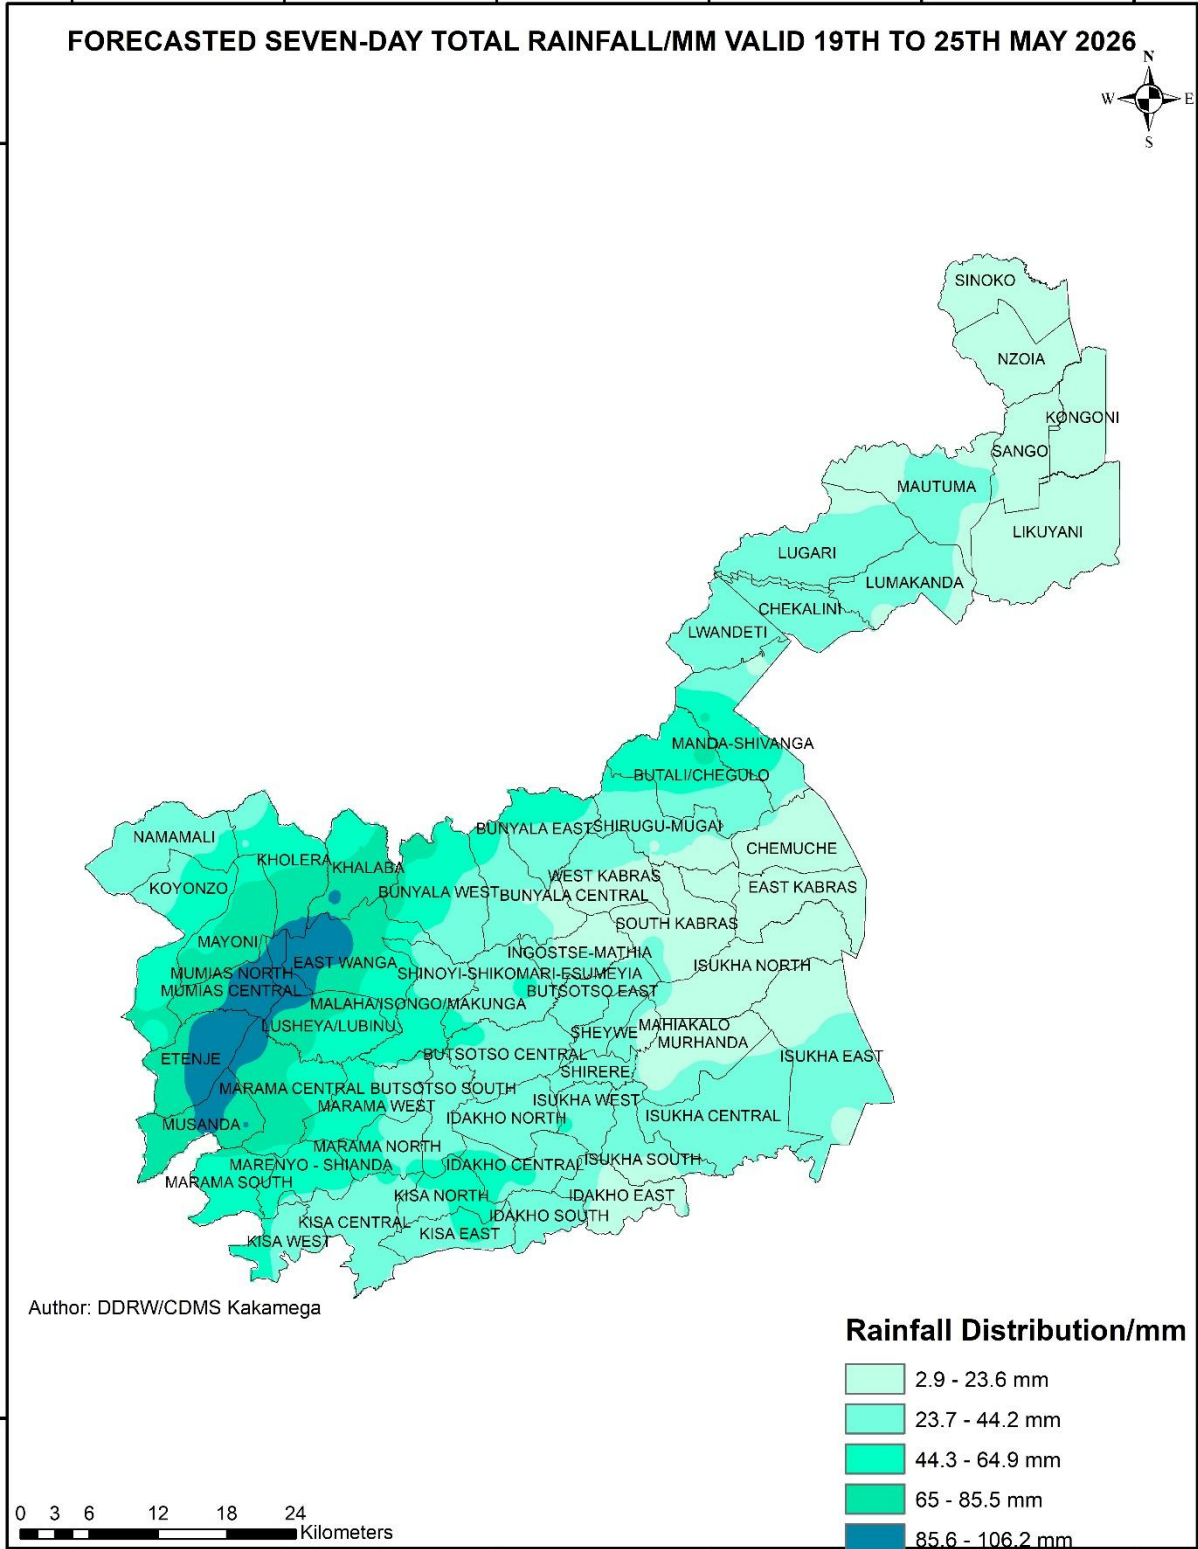 FORECASTED SEVEN-DAY TOTAL RAINFALL/MM VALID 19TH TO 25TH MAY 2026
N
W E
S
SINOKO
NZOIA
KONGONI
SANGO
MAUTUMA
LIKUYANI
LUGARI
LUMAKANDA
CHEKALINI
LWANDETI
MANDA-SHIVANGA
BUTALI/CHEGULO
BUNYALA EAST
SHIRUGU-MUGAI
NAMAMALI
CHEMUCHE
KHOLERA
KHALABA
WEST KABRAS
KOYONZO
BUNYALA WEST
BUNYALA CENTRAL
EAST KABRAS
SOUTH KABRAS
MAYONI
INGOSTSE-MATHIA
EAST WANGA
ISUKHA NORTH
MUMIAS NORTH
SHINOYI-SHIKOMARI-ESUMEYIA
MUMIAS CENTRAL
BUTSOTSO EAST
MALAHA/ISONGO/MAKUNGA
LUSHEYA/LUBINU
SHEYWE
MAHIAKALO
MURHANDA
ETENJE
BUTSOTSO CENTRAL
ISUKHA EAST
SHIRERE
MARAMA CENTRAL
BUTSOTSO SOUTH
ISUKHA WEST
MARAMA WEST
MUSANDA
IDAKHO NORTH
ISUKHA CENTRAL
MARAMA NORTH
MARENYO - SHIANDA
IDAKHO CENTRAL
ISUKHA SOUTH
MARAMA SOUTH
KISA NORTH
IDAKHO EAST
IDAKHO SOUTH
KISA CENTRAL
KISA EAST
KISA WEST
Author: DDRW/CDMS Kakamega
Rainfall Distribution/mm
2.9 - 23.6 mm
23.7 - 44.2 mm
44.3 - 64.9 mm
65 - 85.5 mm
85.6 - 106.2 mm
0 3 6 12 18 24
Kilometers